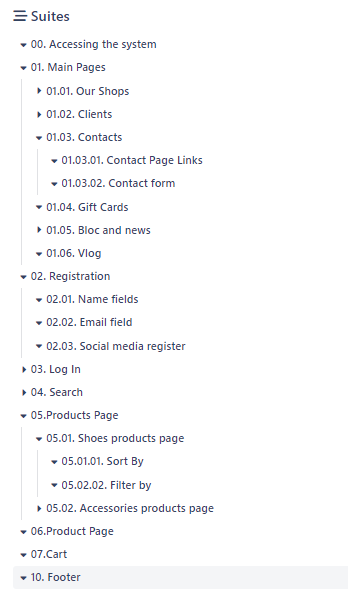 Suites
00. Accessing the system
01. Main Pages
01.01. Our Shops
01.02. Clients
01.03. Contacts
01.03.01. Contact Page Links
01.03.02. Contact form
01.04. Gift Cards
01.05. Bloc and news
01.06. Vlog
02. Registration
02.01. Name fields
02.02. Email field
02.03. Social media register
03. Log In
04. Search
05.Products Page
05.01. Shoes products page
05.01.01. Sort By
05.02.02. Filter by
05.02. Accessories products page
06.Product Page
07.Cart
10. Footer